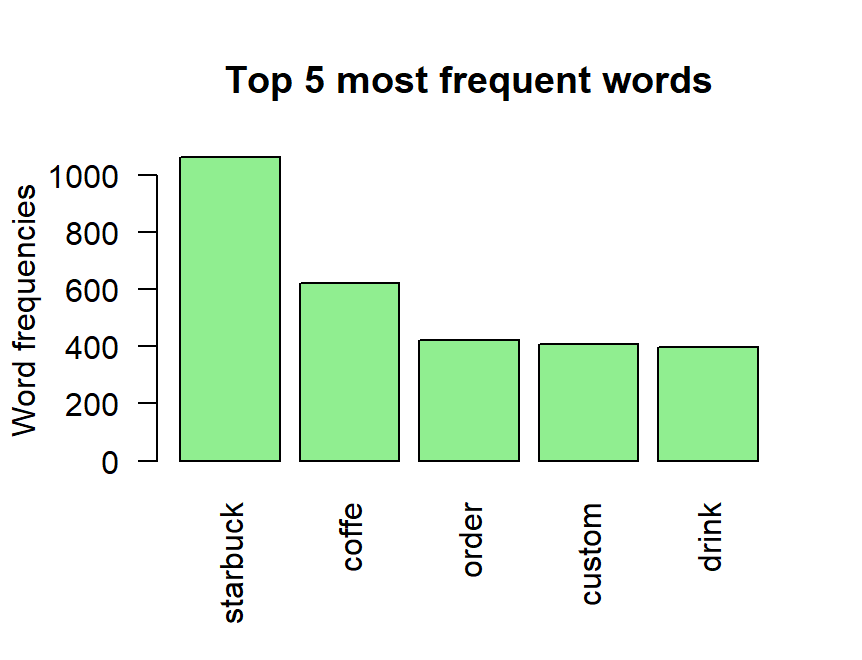 Top 5 most frequent words
Word frequencies
1000
800
600
400
200
0
starbuck
coffe
order
custom
drink